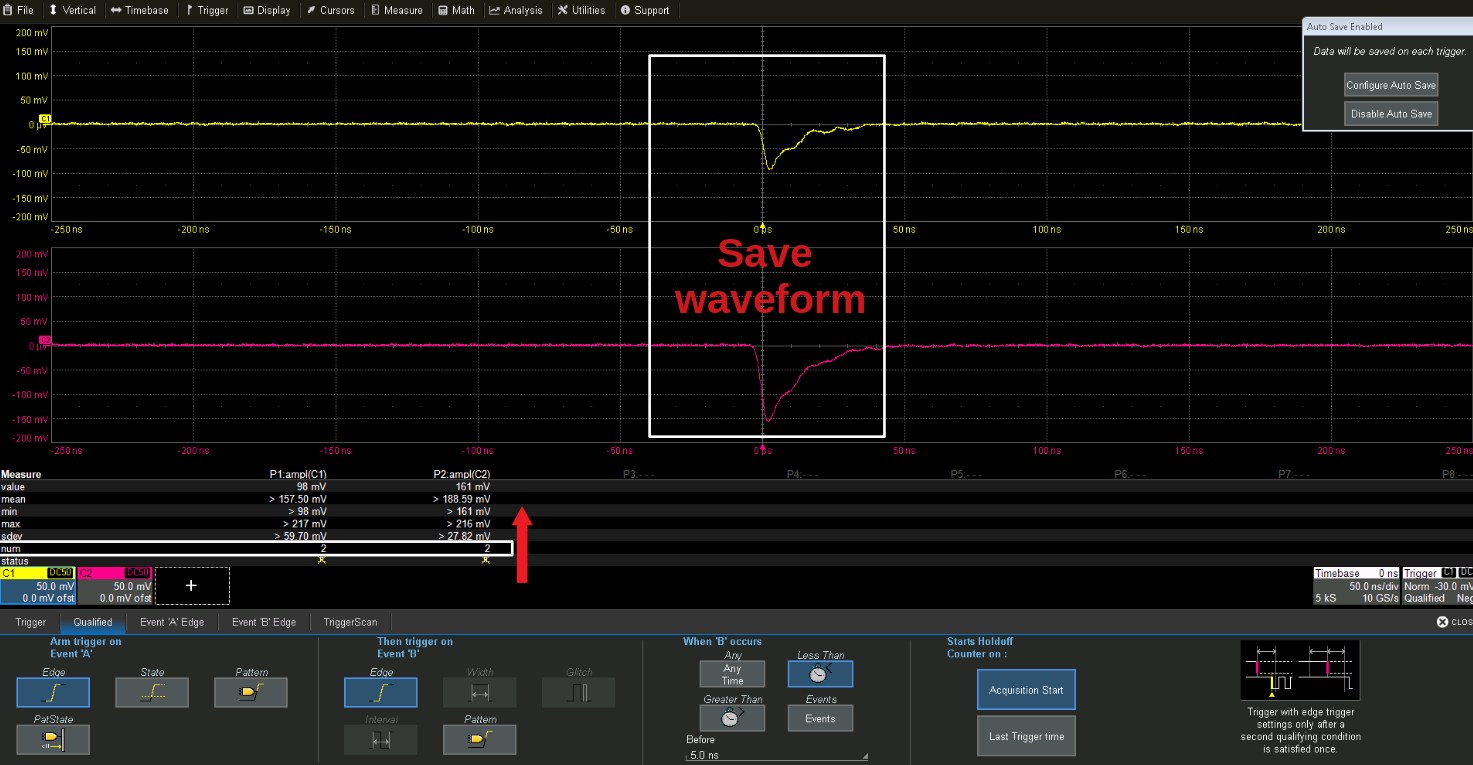 File Vertical Timebase Trigger Display Cursors Measure Math Analysis Utilities Support
Auto Save Enabled
Data will be saved on each trigger.
Configure Auto Save
Disable Auto Save
200 mV
150 mV
100 mV
50 mV
C1
0 µV
-50 mV
-100 mV
-150 mV
-200 mV
-250 ns -200 ns -150 ns -100 ns -50 ns 0 ps 50 ns 100 ns 150 ns 200 ns 250 ns
Save
waveform
200 mV
150 mV
100 mV
50 mV
C2
0 µV
-50 mV
-100 mV
-150 mV
-200 mV
-250 ns -200 ns -150 ns -100 ns -50 ns 0 ps 50 ns 100 ns 150 ns 200 ns 250 ns
Measure P1:ampl(C1) P2:ampl(C2) P3:- - - P4:- - - P5:- - - P6:- - - P7:- - - P8:- - -
value 98 mV 161 mV
mean > 157.50 mV > 188.59 mV
min > 98 mV > 161 mV
max > 217 mV > 216 mV
sdev > 59.70 mV > 27.82 mV
num 2 2
status
C1 DC50
50.0 mV
0.0 mV ofst
C2 DC50
50.0 mV
0.0 mV ofst
+
Timebase 0 ns
50.0 ns/div
5 kS 10 GS/s
Trigger C1 DC
Norm -30.0 mV
Qualified Neg
Trigger Qualified Event 'A' Edge Event 'B' Edge TriggerScan
CLOS
Arm trigger on
Event 'A'
Edge State Pattern
PatState
Then trigger on
Event 'B'
Edge Width Glitch
Interval Pattern
When 'B' occurs
Any
Any
Time
Less Than
Greater Than
Events
Events
Before
5.0 ns
Starts Holdoff
Counter on :
Acquisition Start
Last Trigger time
Trigger with edge trigger
settings only after a
second qualifying condition
is satisfied once.